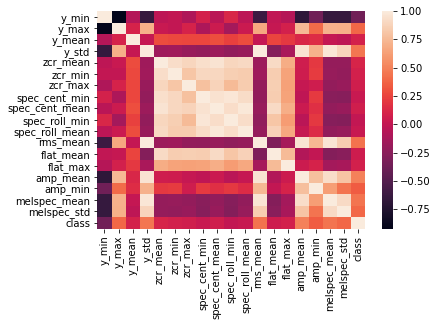 y_min
y_max
y_mean
y_std
zcr_mean
zcr_min
zcr_max
spec_cent_min
spec_cent_mean
spec_roll_min
spec_roll_mean
rms_mean
flat_mean
flat_max
amp_mean
amp_min
melspec_mean
melspec_std
class
y_min
y_max
y_mean
y_std
zcr_mean
zcr_min
zcr_max
spec_cent_min
spec_cent_mean
spec_roll_min
spec_roll_mean
rms_mean
flat_mean
flat_max
amp_mean
amp_min
melspec_mean
melspec_std
class
1.00
0.75
0.50
0.25
0.00
−0.25
−0.50
−0.75